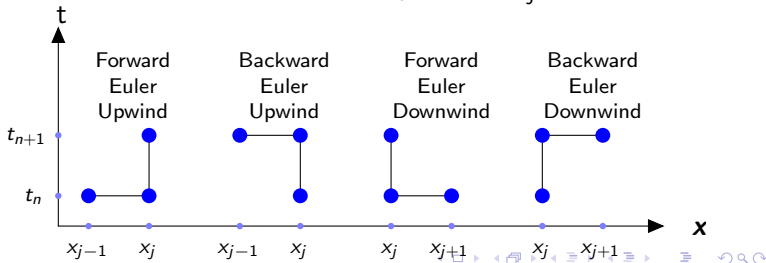 t
Forward Backward Forward Backward
Euler Euler Euler Euler
Upwind Upwind Downwind Downwind
t_{n+1}
t_n
x
x_{j-1} x_j x_{j-1} x_j x_j x_{j+1} x_j x_{j+1}